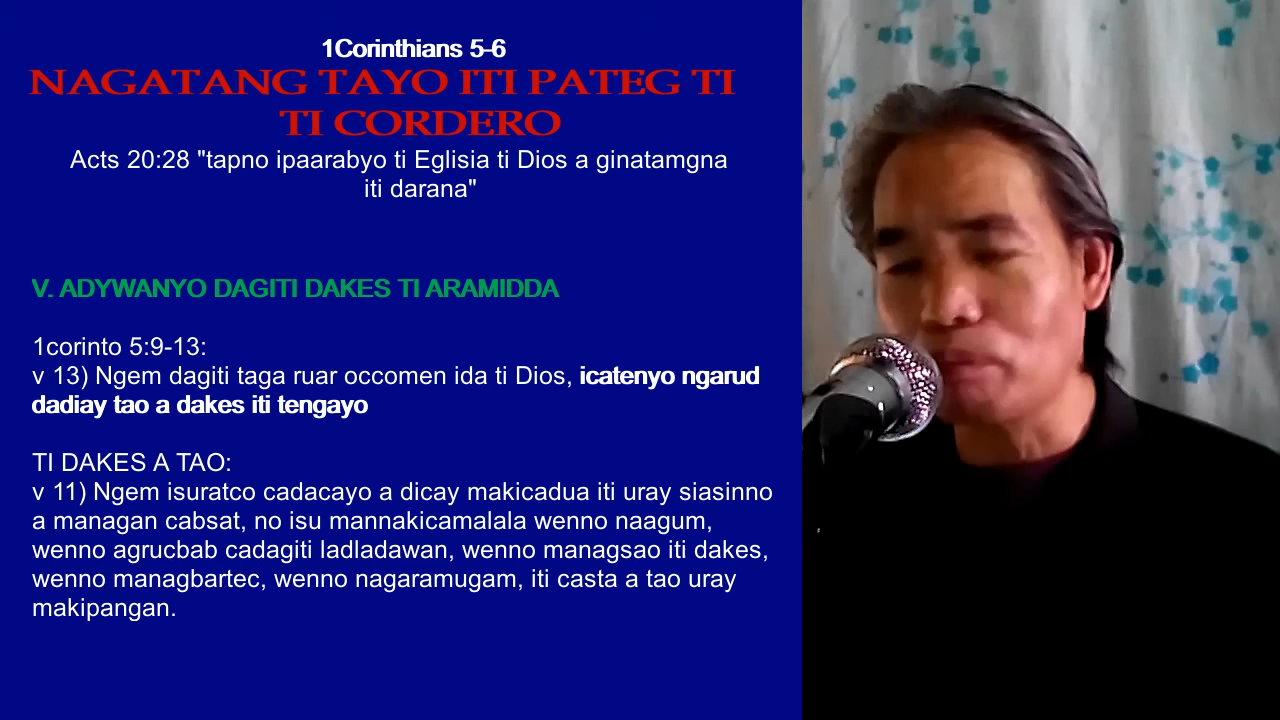 1Corinthians 5-6
NAGATANG TAYO ITI PATEG TI
TI CORDERO
Acts 20:28 "tapno ipaarabyo ti Eglisia ti Dios a ginatamgna
iti darana"
V. ADYWANYO DAGITI DAKES TI ARAMIDDA
1corinto 5:9-13:
v 13) Ngem dagiti taga ruar occomen ida ti Dios, icatenyo ngarud
dadiay tao a dakes iti tengayo
TI DAKES A TAO:
v 11) Ngem isuratco cadacayo a dicay makicadua iti uray siasinno
a managan cabsat, no isu mannakicamalala wenno naagum,
wenno agrucbab cadagiti ladladawan, wenno managsao iti dakes,
wenno managbartec, wenno nagaramugam, iti casta a tao uray
makipangan.